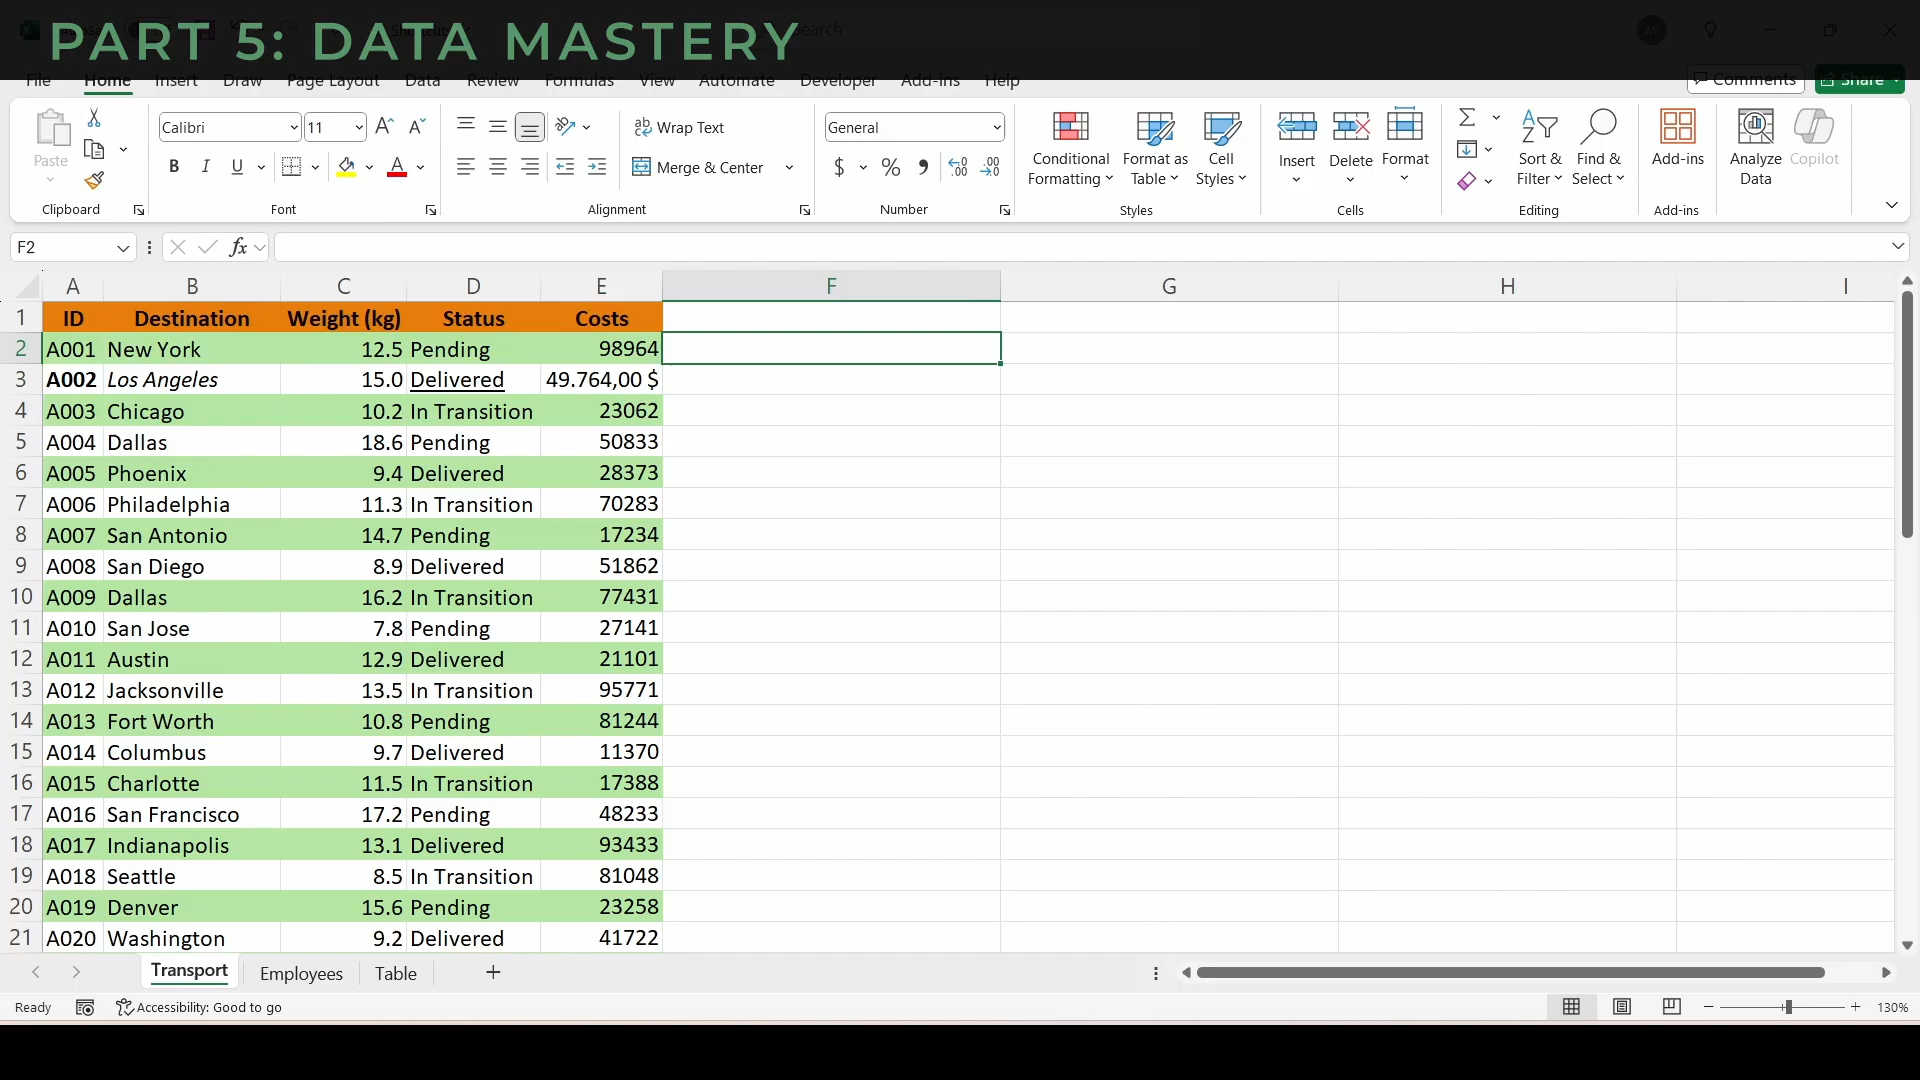 PART 5: DATA MASTERY
Search
AV
File Home Insert Draw Page Layout Data Review Formulas View Automate Developer Add-ins Help
Comments Share
Paste
Calibri 11
Wrap Text
General
B I U A
Merge & Center
$ %
Conditional Formatting
Format as Table
Cell Styles
Insert Delete Format
Sort & Filter
Find & Select
Add-ins
Analyze Data
Copilot
Clipboard Font Alignment Number Styles Cells Editing Add-ins
F2 fx
A B C D E F G H I
1 ID Destination Weight (kg) Status Costs
2 A001 New York 12.5 Pending 98964
3 A002 Los Angeles 15.0 Delivered 49.764,00 $
4 A003 Chicago 10.2 In Transition 23062
5 A004 Dallas 18.6 Pending 50833
6 A005 Phoenix 9.4 Delivered 28373
7 A006 Philadelphia 11.3 In Transition 70283
8 A007 San Antonio 14.7 Pending 17234
9 A008 San Diego 8.9 Delivered 51862
10 A009 Dallas 16.2 In Transition 77431
11 A010 San Jose 7.8 Pending 27141
12 A011 Austin 12.9 Delivered 21101
13 A012 Jacksonville 13.5 In Transition 95771
14 A013 Fort Worth 10.8 Pending 81244
15 A014 Columbus 9.7 Delivered 11370
16 A015 Charlotte 11.5 In Transition 17388
17 A016 San Francisco 17.2 Pending 48233
18 A017 Indianapolis 13.1 Delivered 93433
19 A018 Seattle 8.5 In Transition 81048
20 A019 Denver 15.6 Pending 23258
21 A020 Washington 9.2 Delivered 41722
Transport Employees Table
Ready Accessibility: Good to go 130%